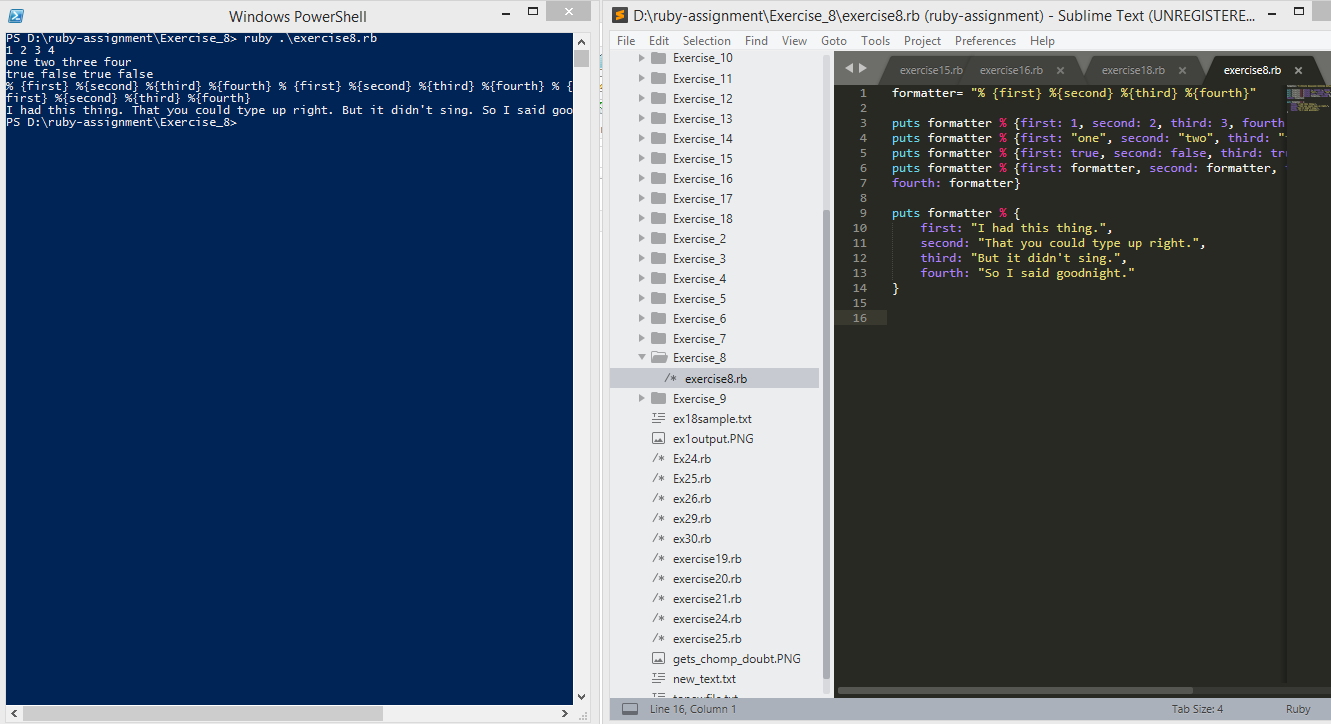 Windows PowerShell
PS D:\ruby-assignment\Exercise_8> ruby .\exercise8.rb
1 2 3 4
one two three four
true false true false
% {first} %{second} %{third} %{fourth} % {first} %{second} %{third} %{fourth} % {
first} %{second} %{third} %{fourth}
I had this thing. That you could type up right. But it didn't sing. So I said goo
PS D:\ruby-assignment\Exercise_8>
D:\ruby-assignment\Exercise_8\exercise8.rb (ruby-assignment) - Sublime Text (UNREGISTERE...
File Edit Selection Find View Goto Tools Project Preferences Help
Exercise_10
Exercise_11
Exercise_12
Exercise_13
Exercise_14
Exercise_15
Exercise_16
Exercise_17
Exercise_18
Exercise_2
Exercise_3
Exercise_4
Exercise_5
Exercise_6
Exercise_7
Exercise_8
/* exercise8.rb
Exercise_9
ex18sample.txt
ex1output.PNG
/* Ex24.rb
/* Ex25.rb
/* ex26.rb
/* ex29.rb
/* ex30.rb
/* exercise19.rb
/* exercise20.rb
/* exercise21.rb
/* exercise24.rb
/* exercise25.rb
gets_chomp_doubt.PNG
new_text.txt
exercise15.rb exercise16.rb exercise18.rb exercise8.rb
1 formatter= "% {first} %{second} %{third} %{fourth}"
2
3 puts formatter % {first: 1, second: 2, third: 3, fourth
4 puts formatter % {first: "one", second: "two", third: "
5 puts formatter % {first: true, second: false, third: tr
6 puts formatter % {first: formatter, second: formatter,
7 fourth: formatter}
8
9 puts formatter % {
10 first: "I had this thing.",
11 second: "That you could type up right.",
12 third: "But it didn't sing.",
13 fourth: "So I said goodnight."
14 }
15
16
Line 16, Column 1
Tab Size: 4
Ruby